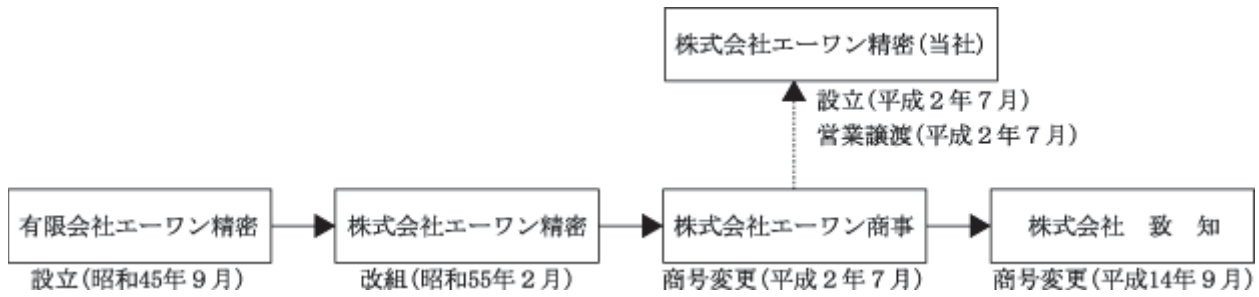 株式会社エーワン精密(当社)
設立(平成2年7月)
営業譲渡(平成2年7月)
有限会社エーワン精密
株式会社エーワン精密
株式会社エーワン商事
株式会社 致 知
設立(昭和45年9月)
改組(昭和55年2月)
商号変更(平成2年7月)
商号変更(平成14年9月)